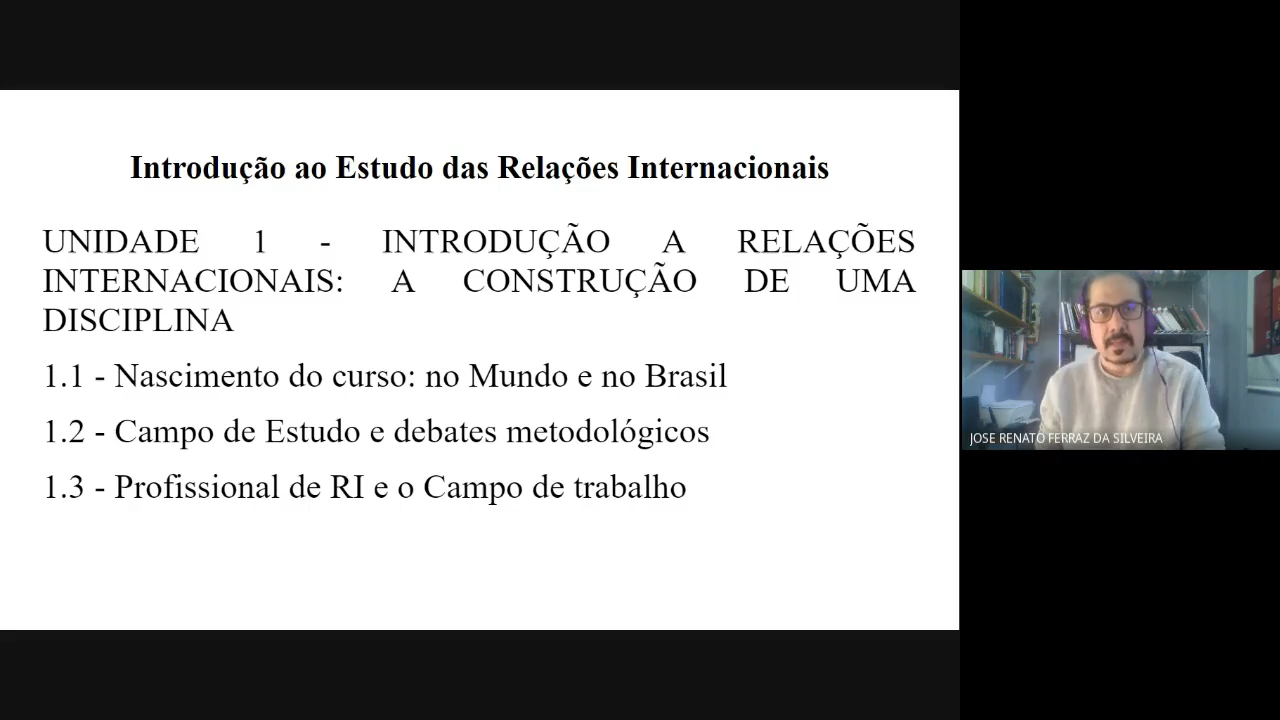 Introdução ao Estudo das Relações Internacionais
UNIDADE 1 - INTRODUÇÃO A RELAÇÕES
INTERNACIONAIS: A CONSTRUÇÃO DE UMA
DISCIPLINA
1.1 - Nascimento do curso: no Mundo e no Brasil
1.2 - Campo de Estudo e debates metodológicos
1.3 - Profissional de RI e o Campo de trabalho
JOSE RENATO FERRAZ DA SILVEIRA